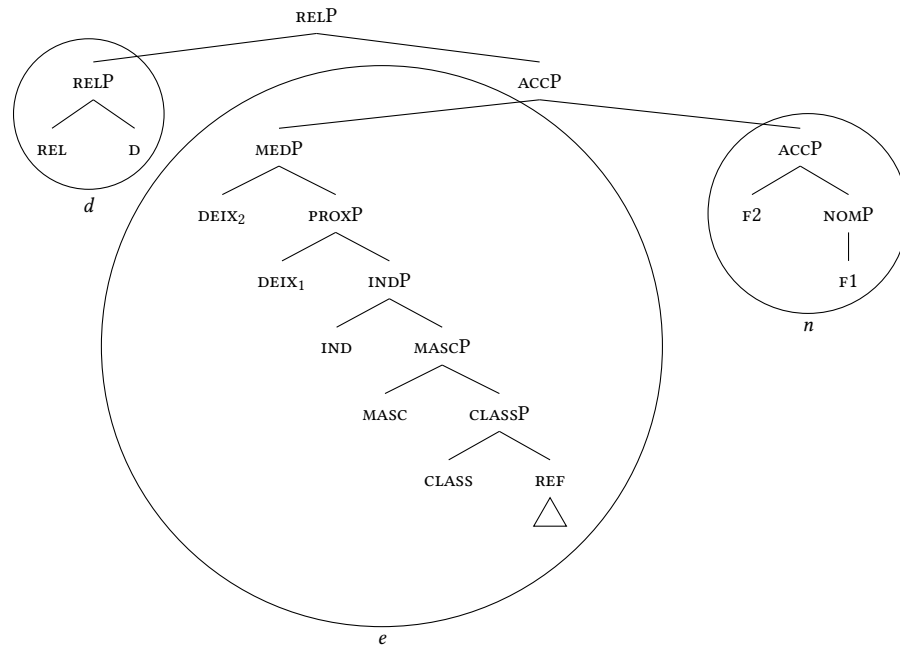 RELP
RELP ACCP
REL D MEDP ACCP
d DEIX₂ PROXP F2 NOMP
DEIX₁ INDP F1
IND MASCP n
MASC CLASSP
CLASS REF
e